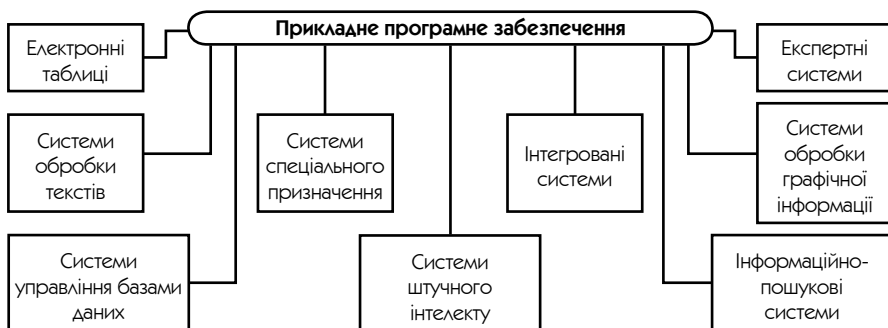 Прикладне програмне забезпечення
Електронні
таблиці
Експертні
системи
Системи
обробки
текстів
Системи
спеціального
призначення
Інтегровані
системи
Системи
обробки
графічної
інформації
Системи
управління базами
даних
Системи
штучного
інтелекту
Інформаційно-
пошукові
системи